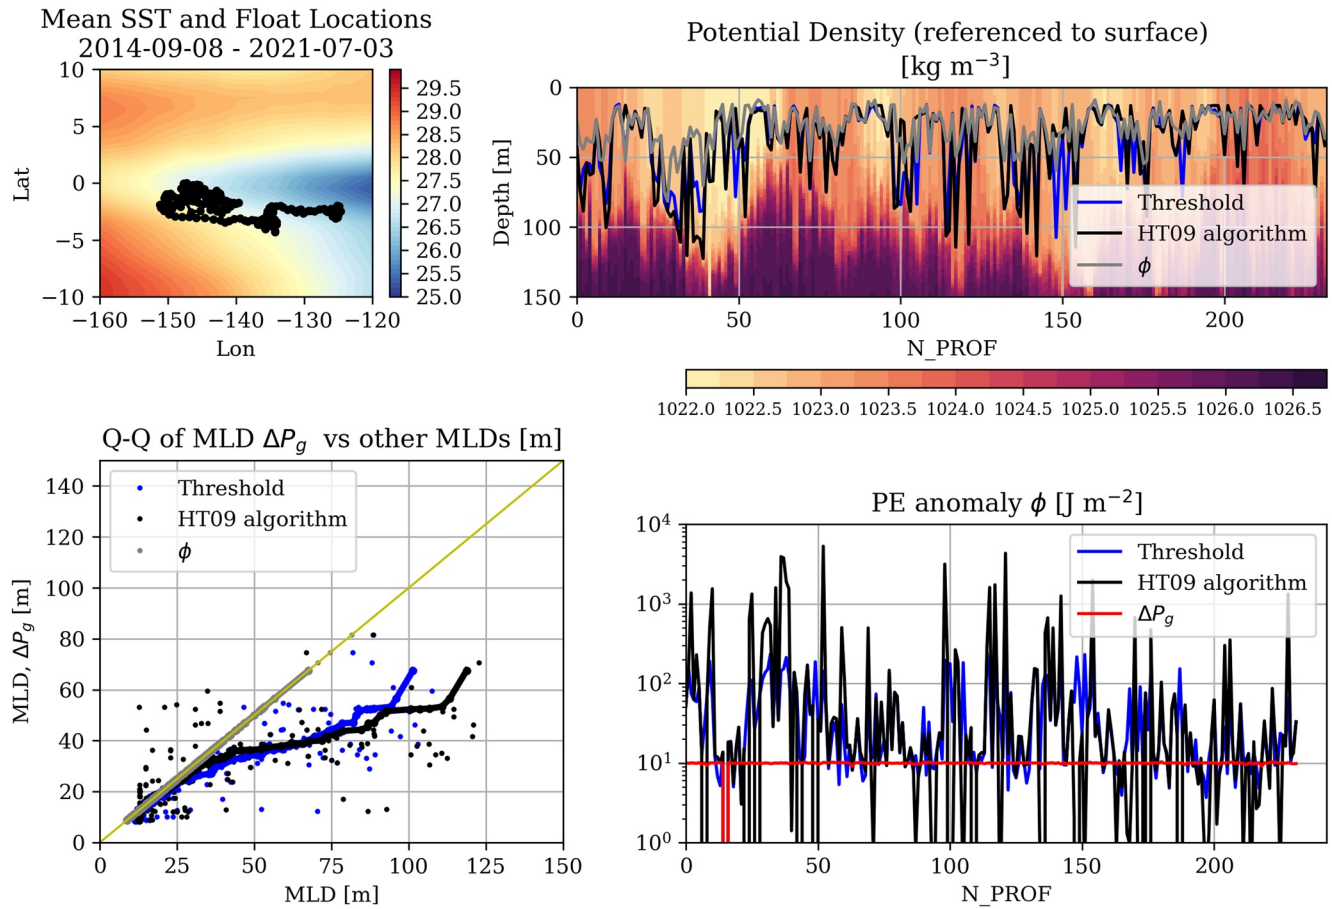 Mean SST and Float Locations
2014-09-08 - 2021-07-03
10
5
0
−5
−10
Lat
−160 −150 −140 −130 −120
Lon
29.5
29.0
28.5
28.0
27.5
27.0
26.5
26.0
25.5
25.0
Potential Density (referenced to surface)
[kg m⁻³]
0
50
100
150
Depth [m]
Threshold
HT09 algorithm
ϕ
0 50 100 150 200
N_PROF
1022.0 1022.5 1023.0 1023.5 1024.0 1024.5 1025.0 1025.5 1026.0 1026.5
Q-Q of MLD ΔP_g vs other MLDs [m]
140
120
100
80
60
40
20
0
MLD, ΔP_g [m]
Threshold
HT09 algorithm
ϕ
0 25 50 75 100 125 150
MLD [m]
PE anomaly ϕ [J m⁻²]
10⁴
10³
10²
10¹
10⁰
Threshold
HT09 algorithm
ΔP_g
0 50 100 150 200
N_PROF